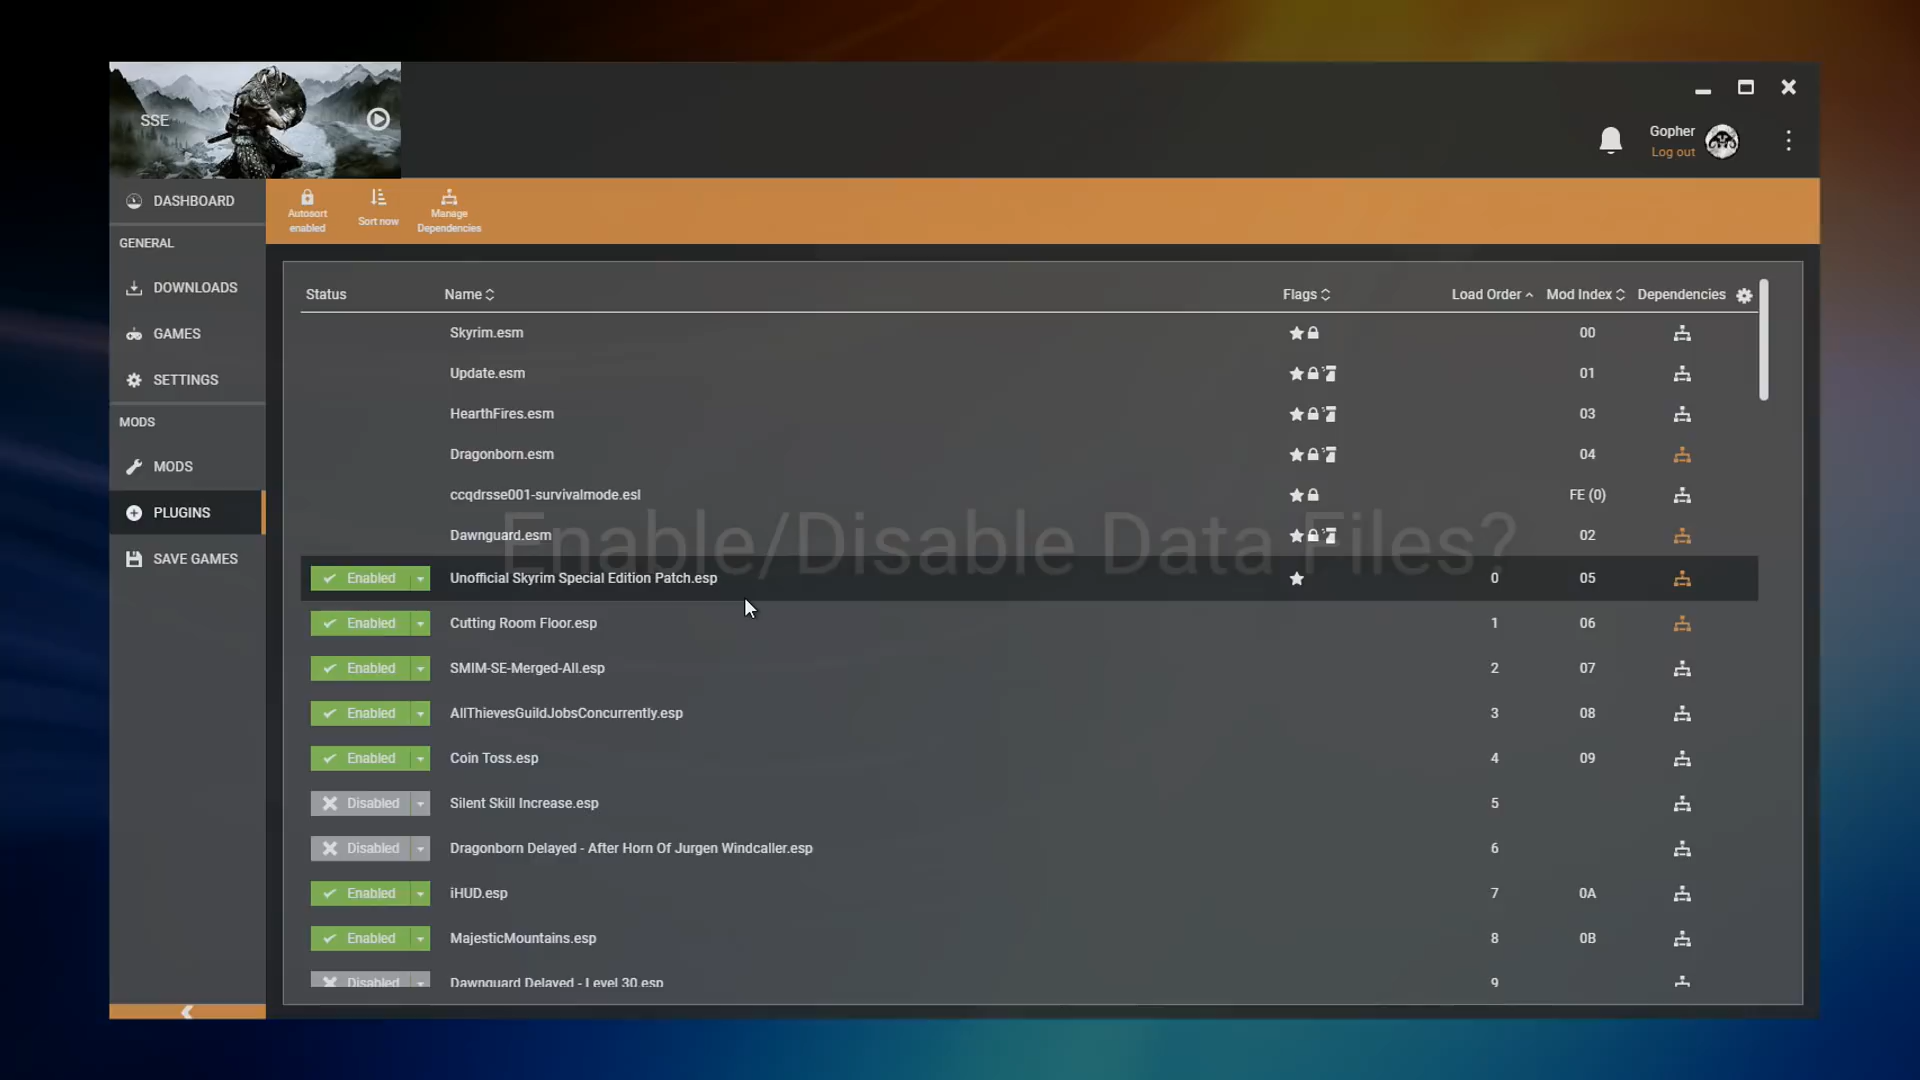 SSE
Gopher
Log out
DASHBOARD
GENERAL
DOWNLOADS
GAMES
SETTINGS
MODS
MODS
PLUGINS
SAVE GAMES
Autosort
enabled
Sort now
Manage
Dependencies
Status Name Flags Load Order Mod Index Dependencies
Skyrim.esm 00
Update.esm 01
HearthFires.esm 03
Dragonborn.esm 04
ccqdrsse001-survivalmode.esl FE (0)
Enable/Disable Data Files?
Dawnguard.esm 02
Enabled Unofficial Skyrim Special Edition Patch.esp 0 05
Enabled Cutting Room Floor.esp 1 06
Enabled SMIM-SE-Merged-All.esp 2 07
Enabled AllThievesGuildJobsConcurrently.esp 3 08
Enabled Coin Toss.esp 4 09
Disabled Silent Skill Increase.esp 5
Disabled Dragonborn Delayed - After Horn Of Jurgen Windcaller.esp 6
Enabled iHUD.esp 7 0A
Enabled MajesticMountains.esp 8 0B
Disabled Dawnguard Delayed - Level 30.esp 9